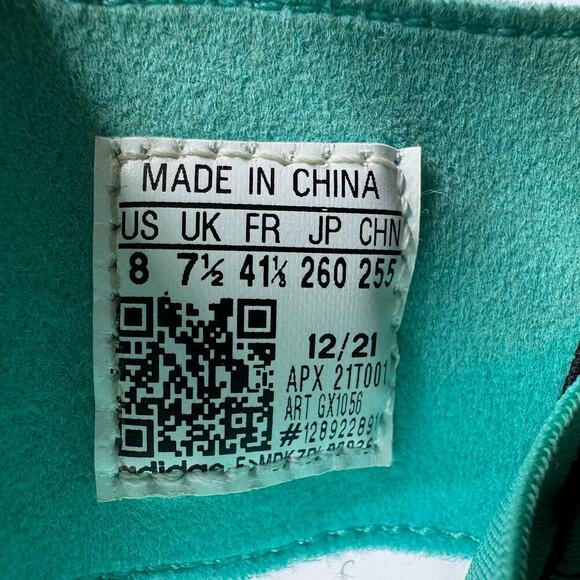 MADE IN CHINA
US UK FR JP CHN
8 7½ 41⅓ 260 255
12/21
APX 21T001
ART GX1056
adidas